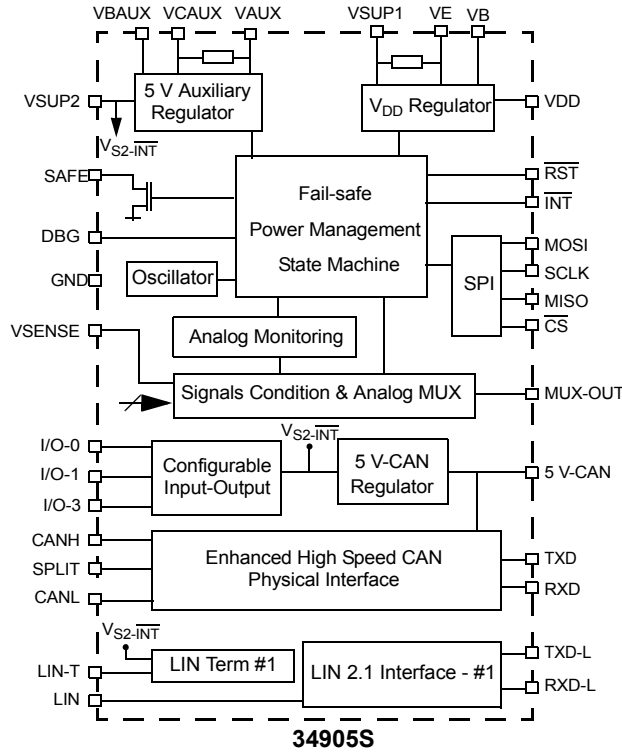 VBAUX VCAUX VAUX VSUP1 VE VB
5 V Auxiliary
Regulator
V_DD Regulator
VSUP2
VDD
V_S2-INT
SAFE
RST
Fail-safe
INT
Power Management
DBG
MOSI
State Machine
SCLK
Oscillator
SPI
GND
MISO
CS
VSENSE
Analog Monitoring
Signals Condition & Analog MUX
MUX-OUT
V_S2-INT
I/O-0
Configurable
Input-Output
5 V-CAN
Regulator
I/O-1
5 V-CAN
I/O-3
CANH
Enhanced High Speed CAN
Physical Interface
TXD
SPLIT
RXD
CANL
V_S2-INT
TXD-L
LIN Term #1
LIN 2.1 Interface - #1
LIN-T
RXD-L
LIN
34905S